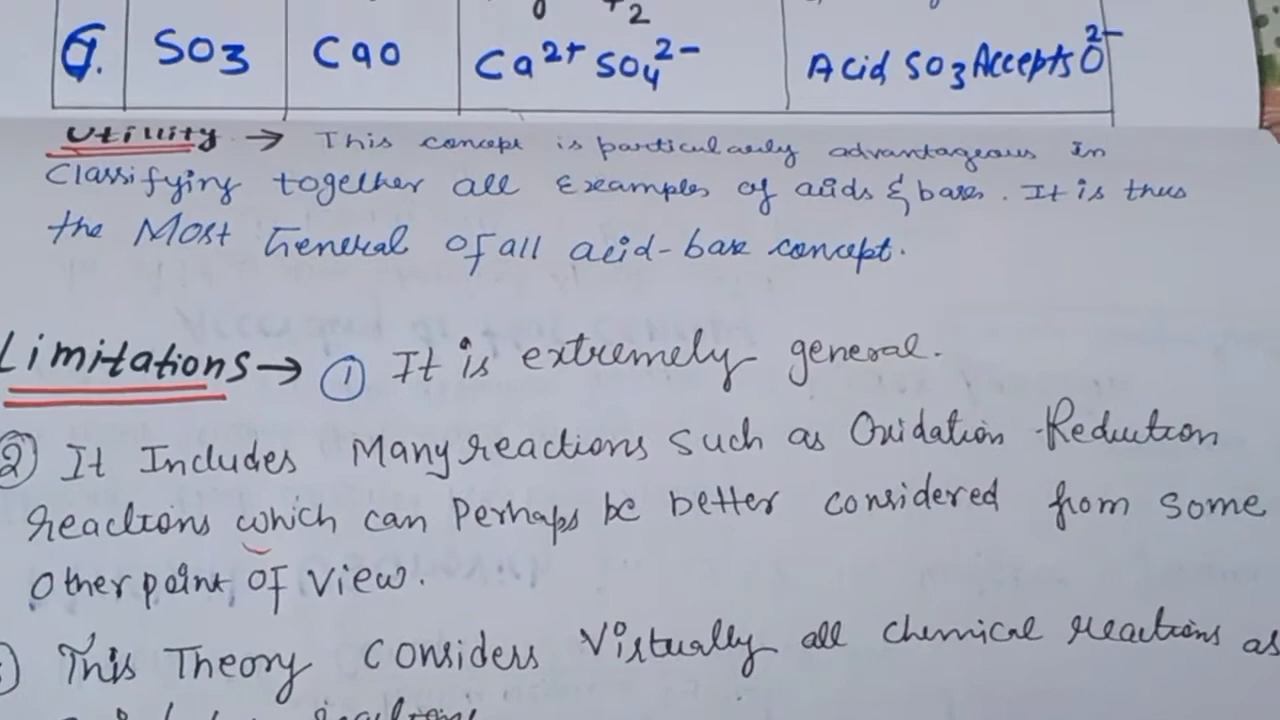 g. SO3 CaO Ca2+ SO4 2- Acid SO3 Accepts O2-
Utillity → This concept is particularly advantageous in
Classifying together all Examples of acids & bases. It is thus
the Most General of all acid-base concept.
Limitations → ① It is extremely general.
② It Includes Many reactions such as Oxidation-Reduction
reactions which can Perhaps be better considered from some
Other point of view.
This Theory Considers Virtually all chemical reactions as